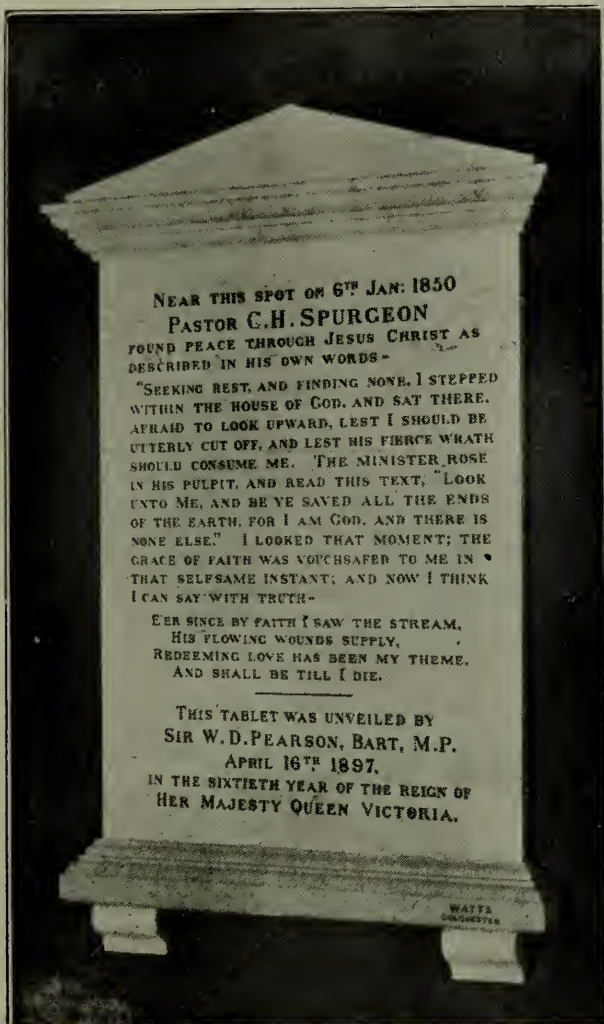 NEAR THIS SPOT ON 6TH JAN: 1850
PASTOR C.H. SPURGEON
FOUND PEACE THROUGH JESUS CHRIST AS
DESCRIBED IN HIS OWN WORDS-
"SEEKING REST, AND FINDING NONE, I STEPPED
WITHIN THE HOUSE OF GOD, AND SAT THERE,
AFRAID TO LOOK UPWARD, LEST I SHOULD BE
UTTERLY CUT OFF, AND LEST HIS FIERCE WRATH
SHOULD CONSUME ME. THE MINISTER ROSE
IN HIS PULPIT, AND READ THIS TEXT, "LOOK
UNTO ME, AND BE YE SAVED ALL THE ENDS
OF THE EARTH, FOR I AM GOD, AND THERE IS
NONE ELSE." I LOOKED THAT MOMENT; THE
GRACE OF FAITH WAS VOUCHSAFED TO ME IN
THAT SELFSAME INSTANT; AND NOW I THINK
I CAN SAY WITH TRUTH-
E'ER SINCE BY FAITH I SAW THE STREAM,
HIS FLOWING WOUNDS SUPPLY,
REDEEMING LOVE HAS BEEN MY THEME,
AND SHALL BE TILL I DIE.
THIS TABLET WAS UNVEILED BY
SIR W.D. PEARSON, BART, M.P.
APRIL 16TH 1897,
IN THE SIXTIETH YEAR OF THE REIGN OF
HER MAJESTY QUEEN VICTORIA.
WATTS
COLCHESTER